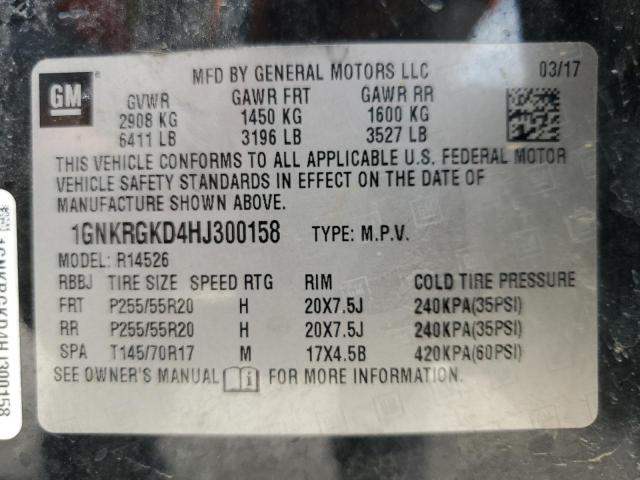 GM
MFD BY GENERAL MOTORS LLC 03/17
GVWR GAWR FRT GAWR RR
2908 KG 1450 KG 1600 KG
6411 LB 3196 LB 3527 LB
THIS VEHICLE CONFORMS TO ALL APPLICABLE U.S. FEDERAL MOTOR
VEHICLE SAFETY STANDARDS IN EFFECT ON THE DATE OF
MANUFACTURE SHOWN ABOVE.
1GNKRGKD4HJ300158 TYPE: M.P.V.
MODEL: R14526
RBBJ TIRE SIZE SPEED RTG RIM COLD TIRE PRESSURE
FRT P255/55R20 H 20X7.5J 240KPA(35PSI)
RR P255/55R20 H 20X7.5J 240KPA(35PSI)
SPA T145/70R17 M 17X4.5B 420KPA(60PSI)
SEE OWNER'S MANUAL FOR MORE INFORMATION.
1GNKRGKD4HJ300158